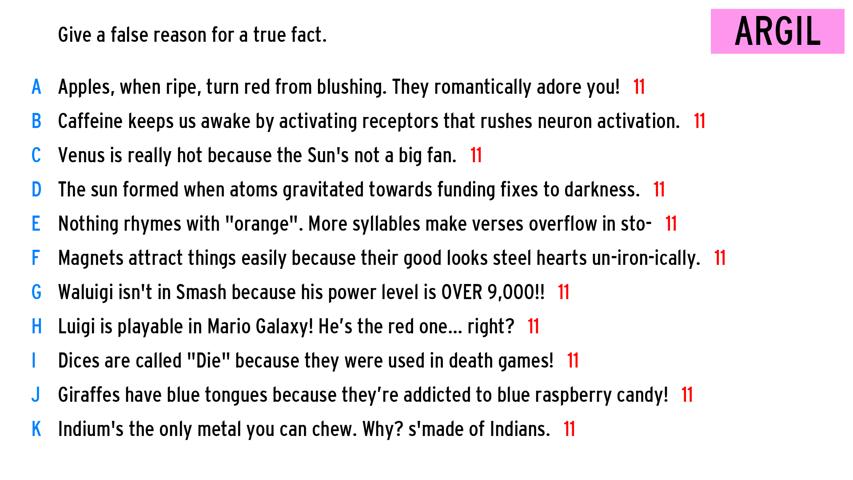 Give a false reason for a true fact.
ARGIL
A Apples, when ripe, turn red from blushing. They romantically adore you! 11
B Caffeine keeps us awake by activating receptors that rushes neuron activation. 11
C Venus is really hot because the Sun's not a big fan. 11
D The sun formed when atoms gravitated towards funding fixes to darkness. 11
E Nothing rhymes with "orange". More syllables make verses overflow in sto- 11
F Magnets attract things easily because their good looks steel hearts un-iron-ically. 11
G Waluigi isn't in Smash because his power level is OVER 9,000!! 11
H Luigi is playable in Mario Galaxy! He’s the red one... right? 11
I Dices are called "Die" because they were used in death games! 11
J Giraffes have blue tongues because they’re addicted to blue raspberry candy! 11
K Indium's the only metal you can chew. Why? s'made of Indians. 11